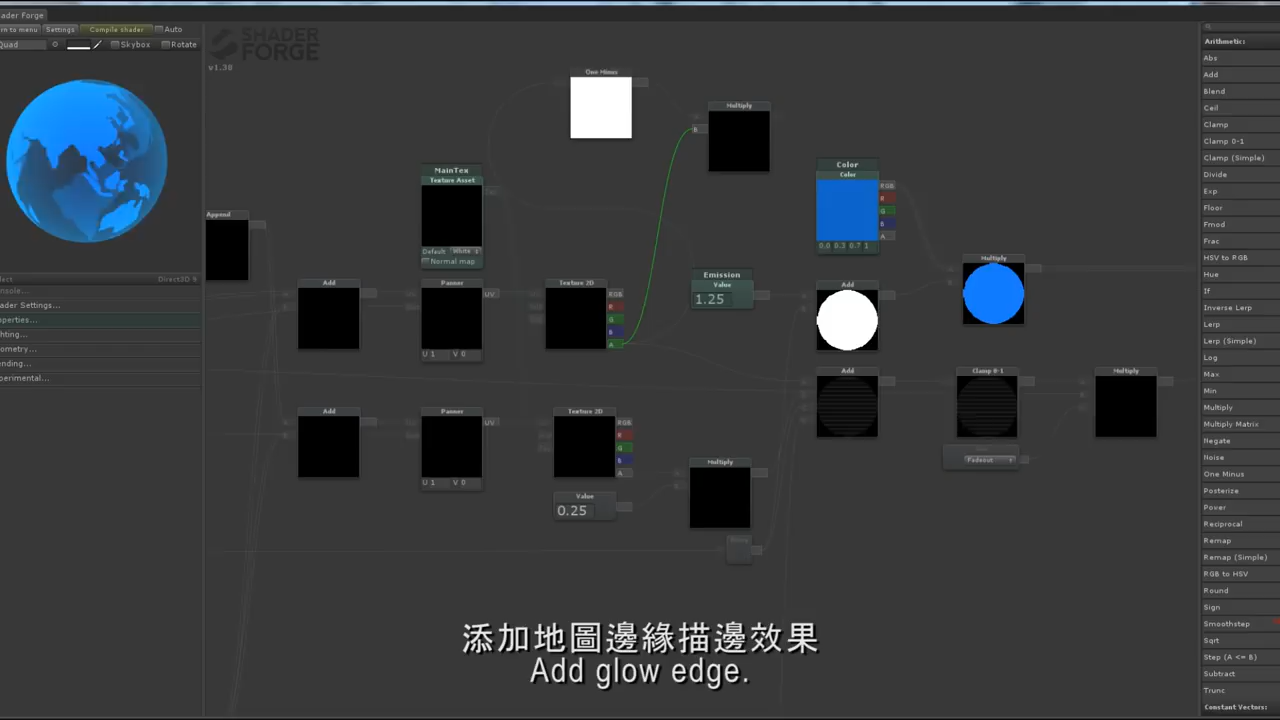 ader Forge
rn to menu Settings Compile shader Auto
Quad Skybox Rotate
SHADER
FORGE
v1.38
One Minus
Multiply
B
MainTex
Texture Asset
Default White
Normal map
Color
Color
RGB
R
G
B
A
0.0 0.3 0.7 1
Append
Add
Panner
UV
U 1 V 0
Texture 2D
RGB
R
G
B
A
Emission
Value
1.25
Add
Multiply
Add
Clamp 0-1
Multiply
Fadeout
Add
Panner
UV
U 1 V 0
Texture 2D
RGB
R
G
B
A
Value
0.25
Multiply
lect Direct3D 9
nsole...
ader Settings...
operties...
hting...
ometry...
ending...
perimental...
Arithmetic:
Abs
Add
Blend
Ceil
Clamp
Clamp 0-1
Clamp (Simple)
Divide
Exp
Floor
Fmod
Frac
HSV to RGB
Hue
If
Inverse Lerp
Lerp
Lerp (Simple)
Log
Max
Min
Multiply
Multiply Matrix
Negate
Noise
One Minus
Posterize
Power
Reciprocal
Remap
Remap (Simple)
RGB to HSV
Round
Sign
Smoothstep
Sqrt
Step (A <= B)
Subtract
Trunc
Constant Vectors:
添加地圖邊緣描邊效果
Add glow edge.